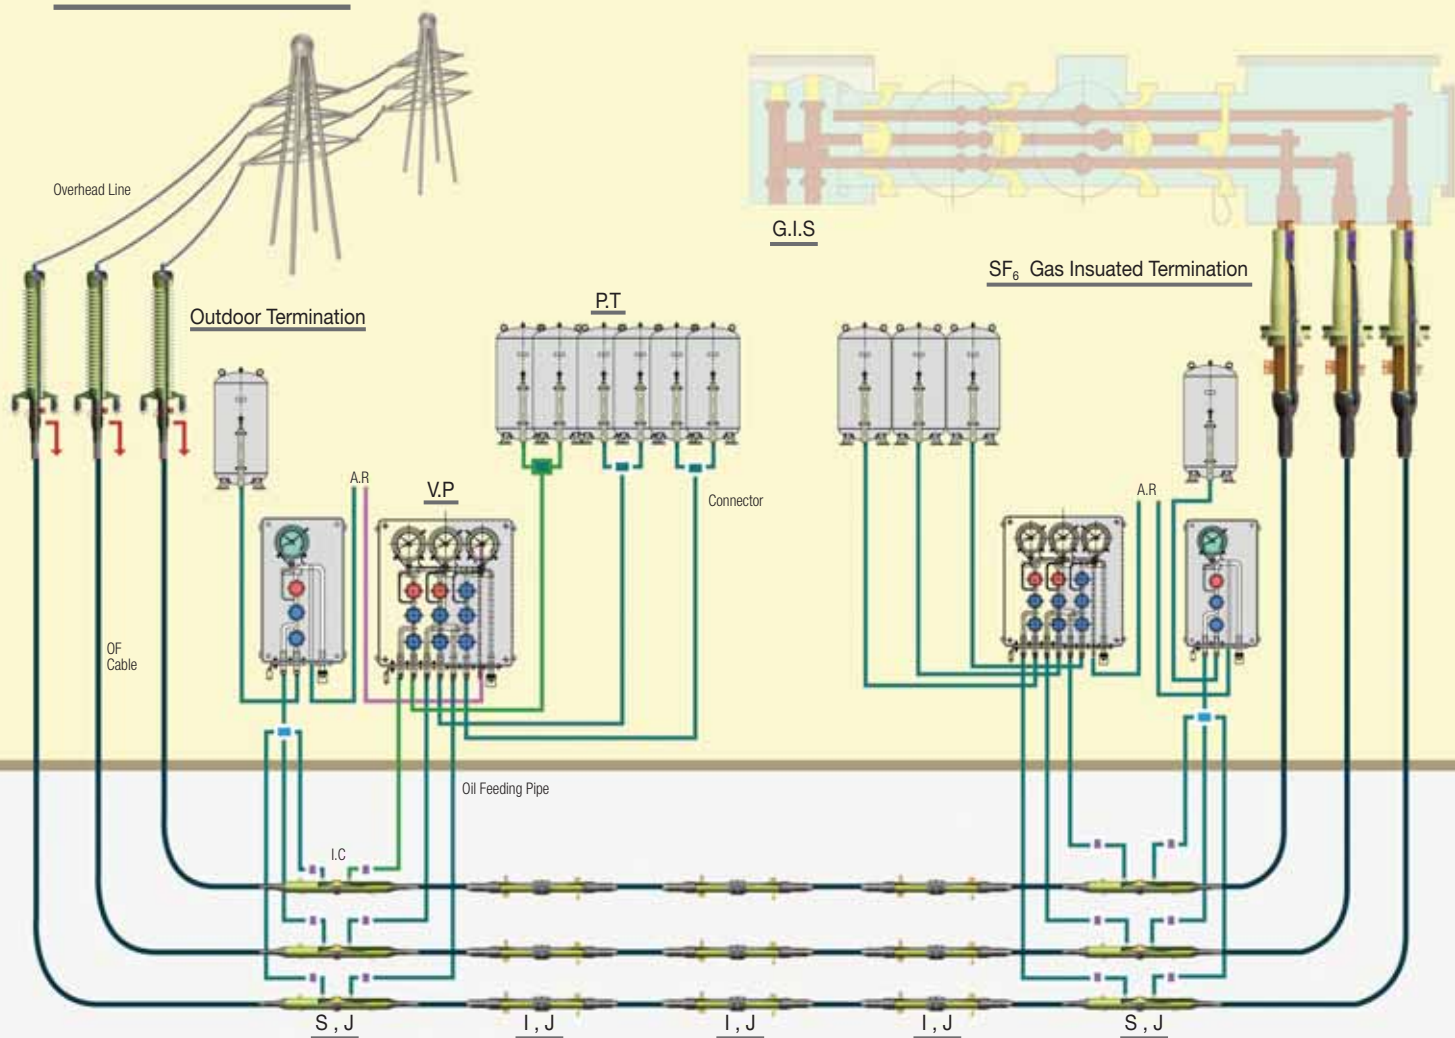 Overhead Line
G.I.S
SF₆ Gas Insuated Termination
Outdoor Termination
P.T
A.R
V.P
Connector
A.R
OF
Cable
Oil Feeding Pipe
I.C
S , J
I , J
I , J
I , J
S , J